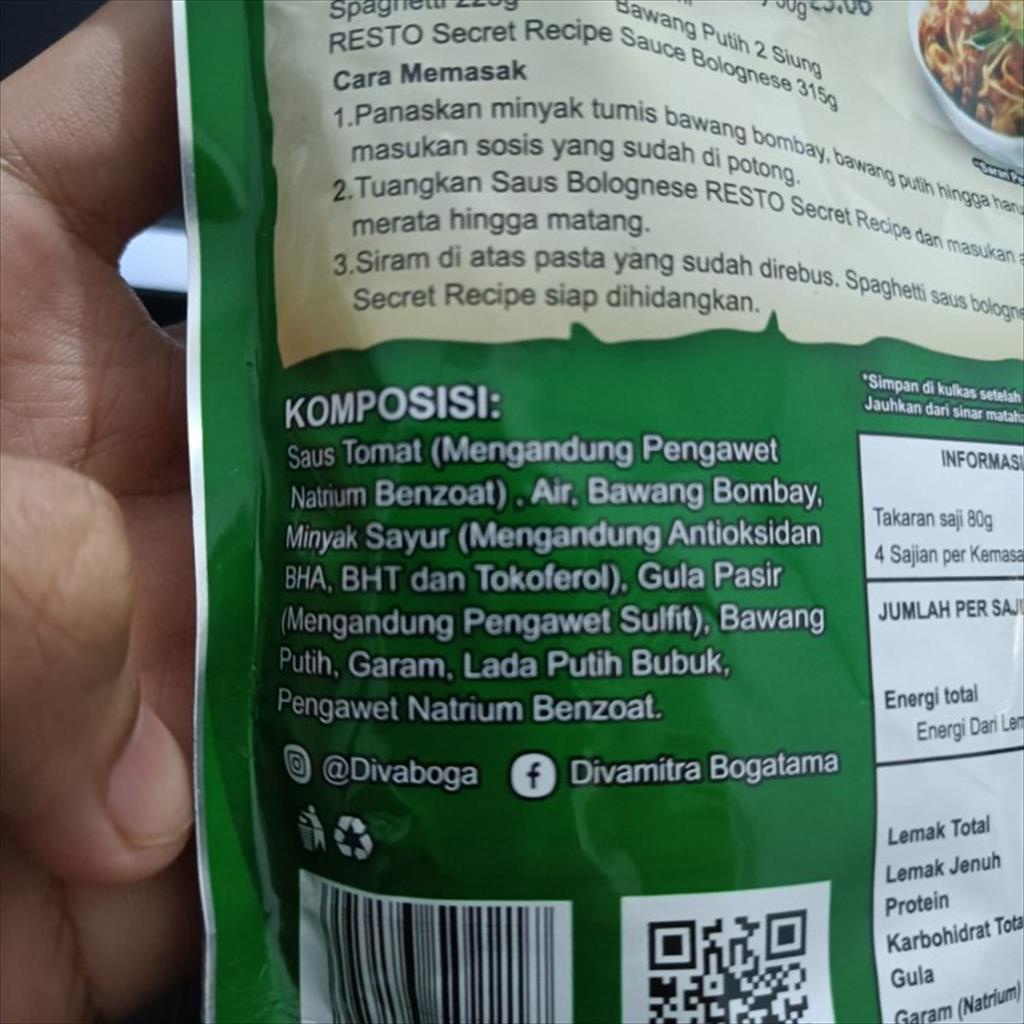 Spaghetti 225g
Bawang Putih 2 Siung
RESTO Secret Recipe Sauce Bolognese 315g
Cara Memasak
1.Panaskan minyak tumis bawang bombay, bawang putih hingga
masukan sosis yang sudah di potong.
2.Tuangkan Saus Bolognese RESTO Secret Recipe dan masukan
merata hingga matang.
3.Siram di atas pasta yang sudah direbus. Spaghetti saus
Secret Recipe siap dihidangkan.
KOMPOSISI:
Saus Tomat (Mengandung Pengawet
Natrium Benzoat) , Air, Bawang Bombay,
Minyak Sayur (Mengandung Antioksidan
BHA, BHT dan Tokoferol), Gula Pasir
(Mengandung Pengawet Sulfit), Bawang
Putih, Garam, Lada Putih Bubuk,
Pengawet Natrium Benzoat.
@Divaboga Divamitra Bogatama
*Simpan di kulkas setelah
Jauhkan dari sinar
INFORMASI
Takaran saji 80g
4 Sajian per
JUMLAH PER
Energi total
Energi Dari
Lemak Total
Lemak Jenuh
Protein
Karbohidrat
Gula
Garam (Natrium)